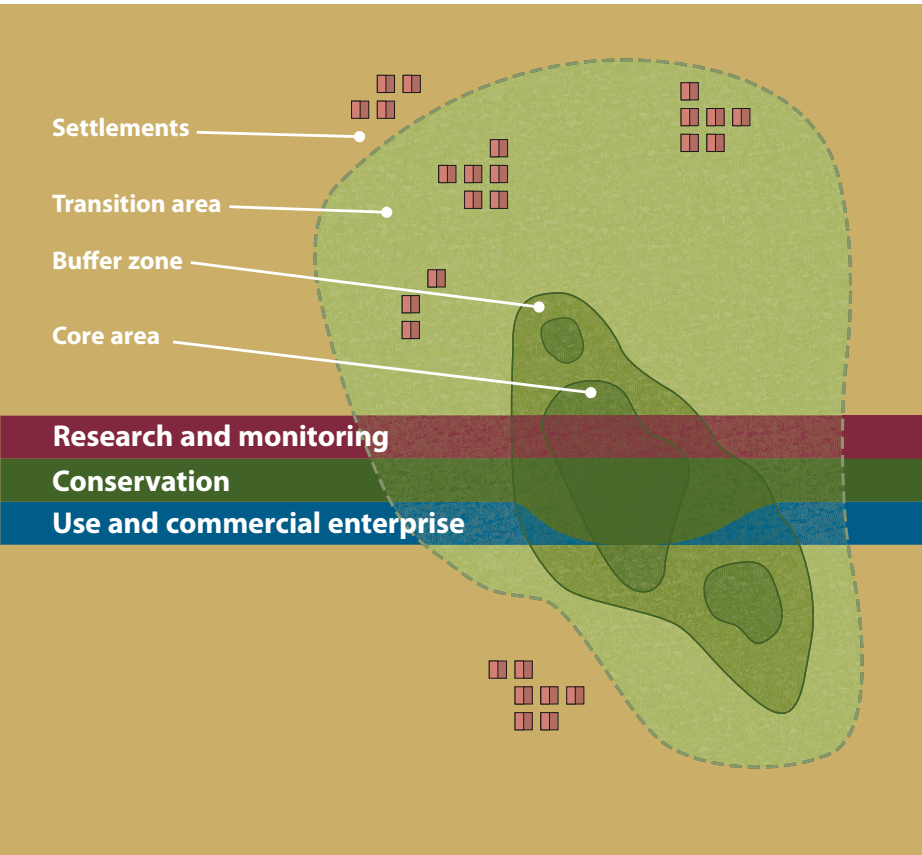 Settlements
Transition area
Buffer zone
Core area
Research and monitoring
Conservation
Use and commercial enterprise